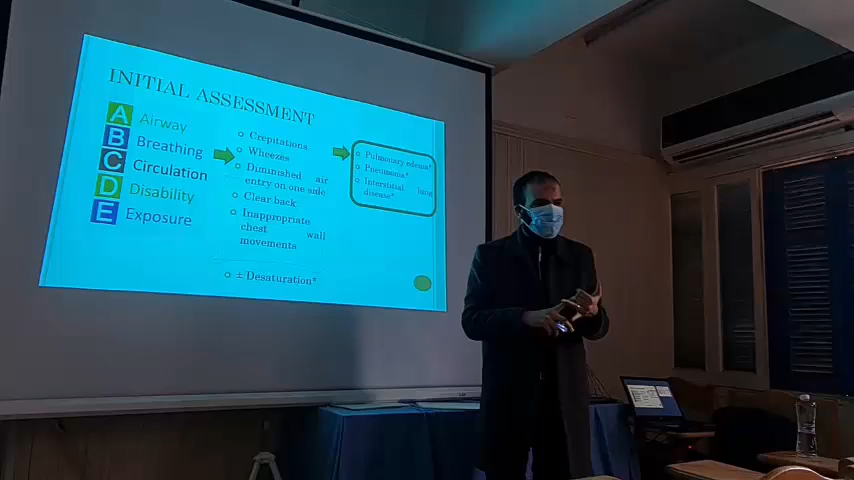 INITIAL ASSESSMENT
A Airway
B Breathing
C Circulation
D Disability
E Exposure
Crepitations
Wheezes
Diminished air
entry on one side
Clear back
Inappropriate
chest wall
movements
± Desaturation*
Pulmonary edema*
Pneumonia*
Interstitial lung
disease*